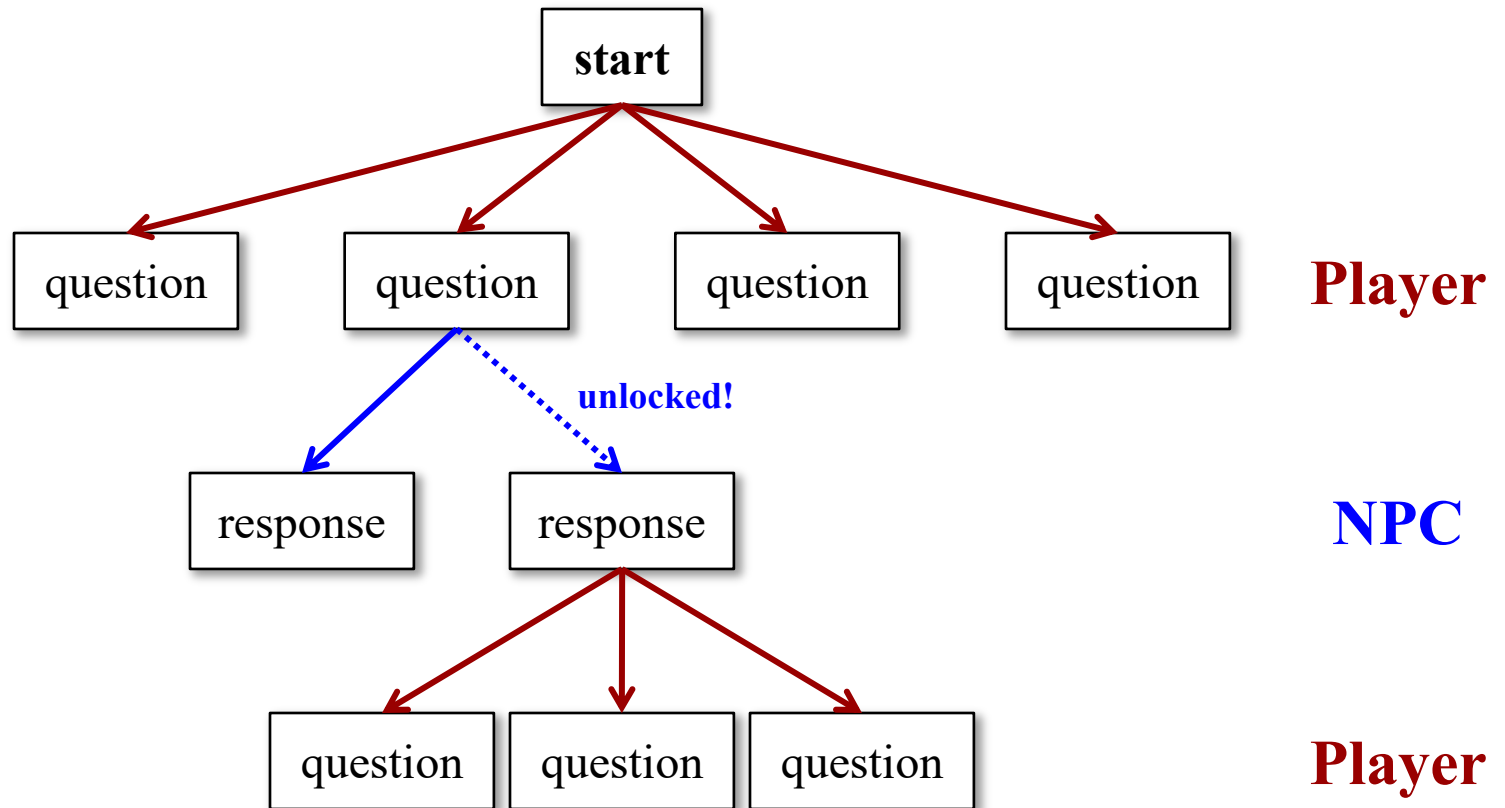 start
question
question
question
question
Player
unlocked!
response
response
NPC
question
question
question
Player